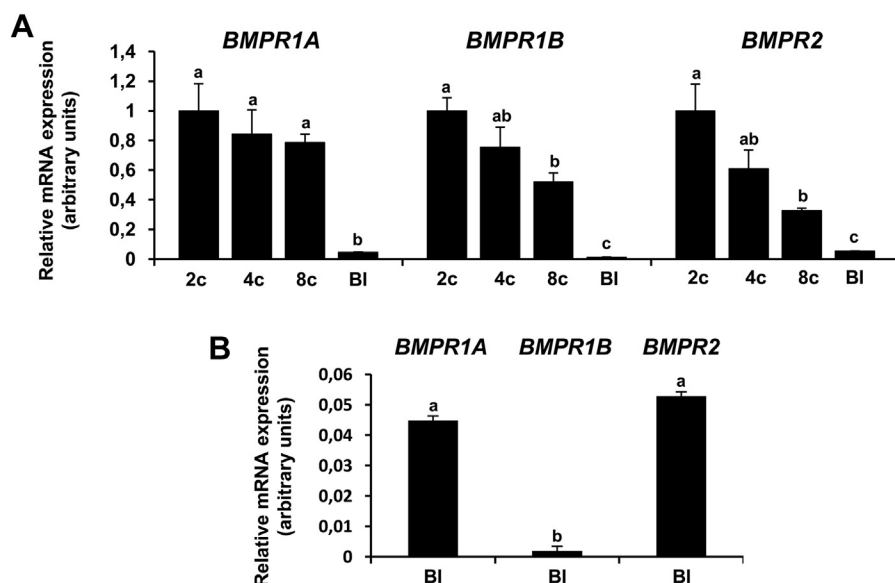 A
BMPR1A BMPR1B BMPR2
Relative mRNA expression
(arbitrary units)
1,4
1,2
1
0,8
0,6
0,4
0,2
0
a a a b
a ab b c
a ab b c
2c 4c 8c Bl 2c 4c 8c Bl 2c 4c 8c Bl
B
BMPR1A BMPR1B BMPR2
Relative mRNA expression
(arbitrary units)
0,06
0,05
0,04
0,03
0,02
0,01
0
a b a
Bl Bl Bl